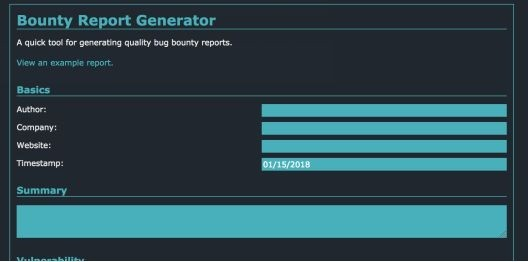 Bounty Report Generator
A quick tool for generating quality bug bounty reports.
View an example report.
Basics
Author:
Company:
Website:
Timestamp: 01/15/2018
Summary
Vulnerability